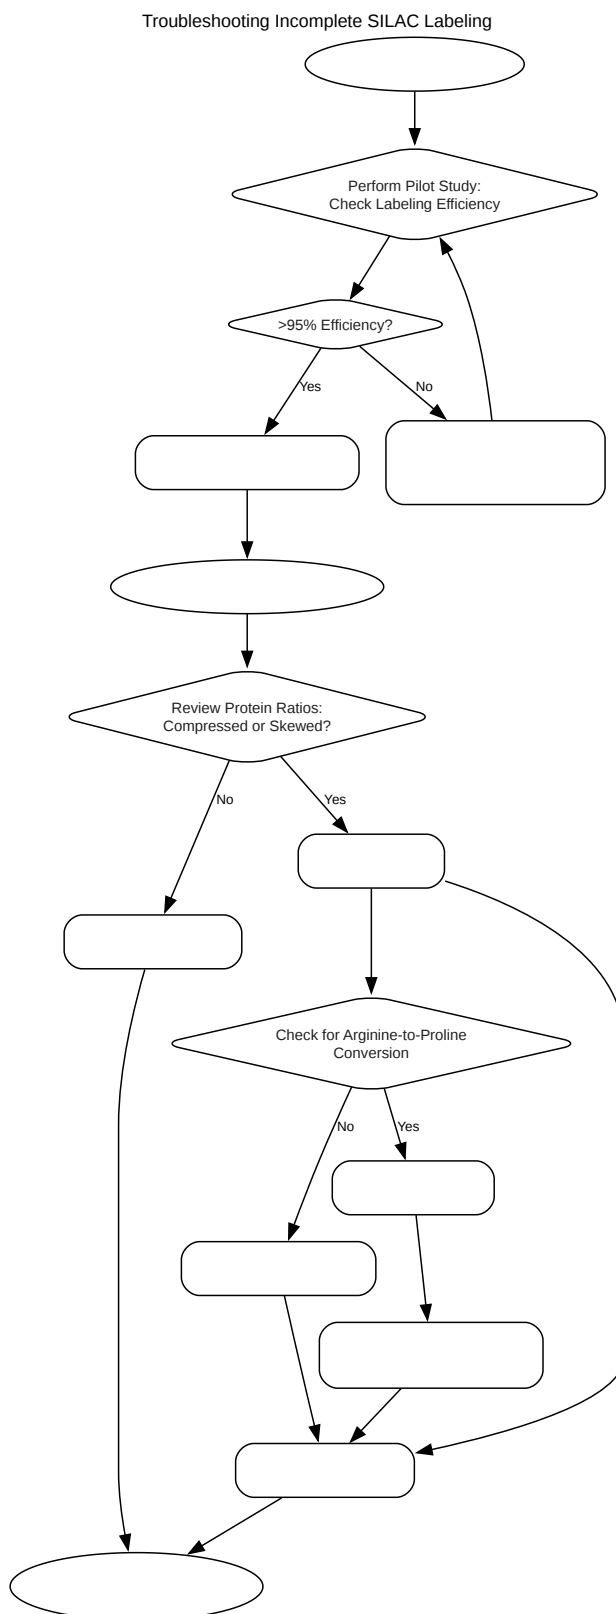 Troubleshooting Incomplete SILAC Labeling
Perform Pilot Study:
Check Labeling Efficiency
>95% Efficiency?
Yes
No
Review Protein Ratios:
Compressed or Skewed?
No
Yes
Check for Arginine-to-Proline
Conversion
No
Yes